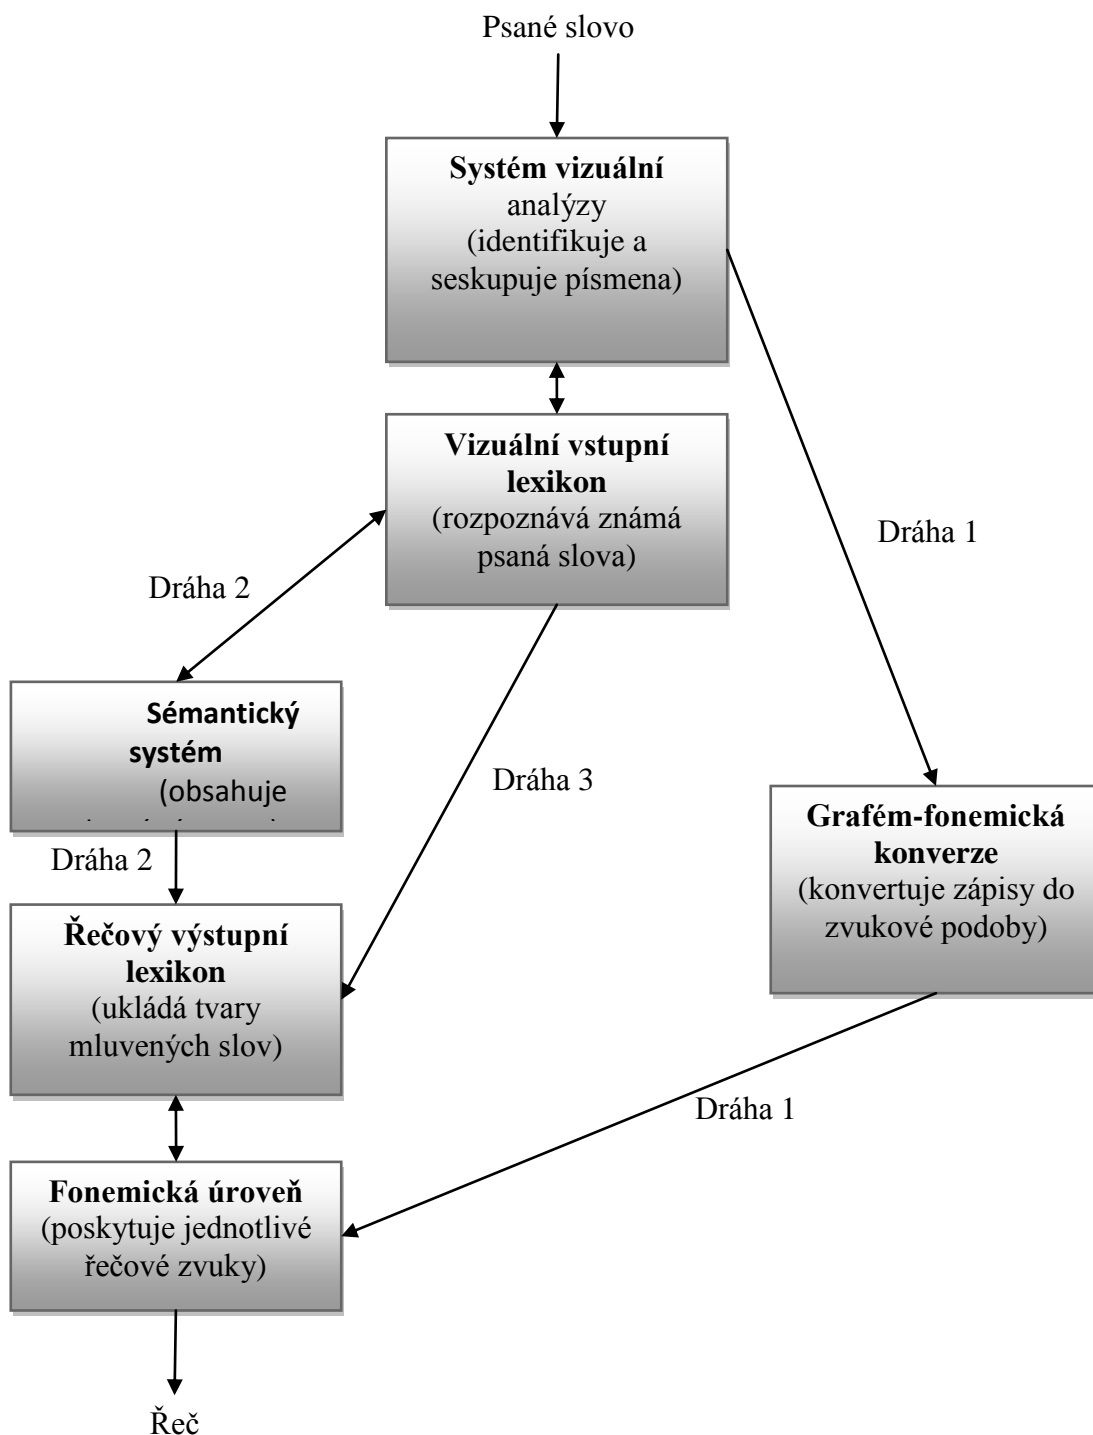 Psané slovo
Systém vizuální
analýzy
(identifikuje a
seskupuje písmena)
Vizuální vstupní
lexikon
(rozpoznává známá
psaná slova)
Dráha 1
Dráha 2
Sémantický
systém
(obsahuje
Dráha 3
Grafém-fonemická
konverze
(konvertuje zápisy do
zvukové podoby)
Dráha 2
Řečový výstupní
lexikon
(ukládá tvary
mluvených slov)
Dráha 1
Fonemická úroveň
(poskytuje jednotlivé
řečové zvuky)
Řeč